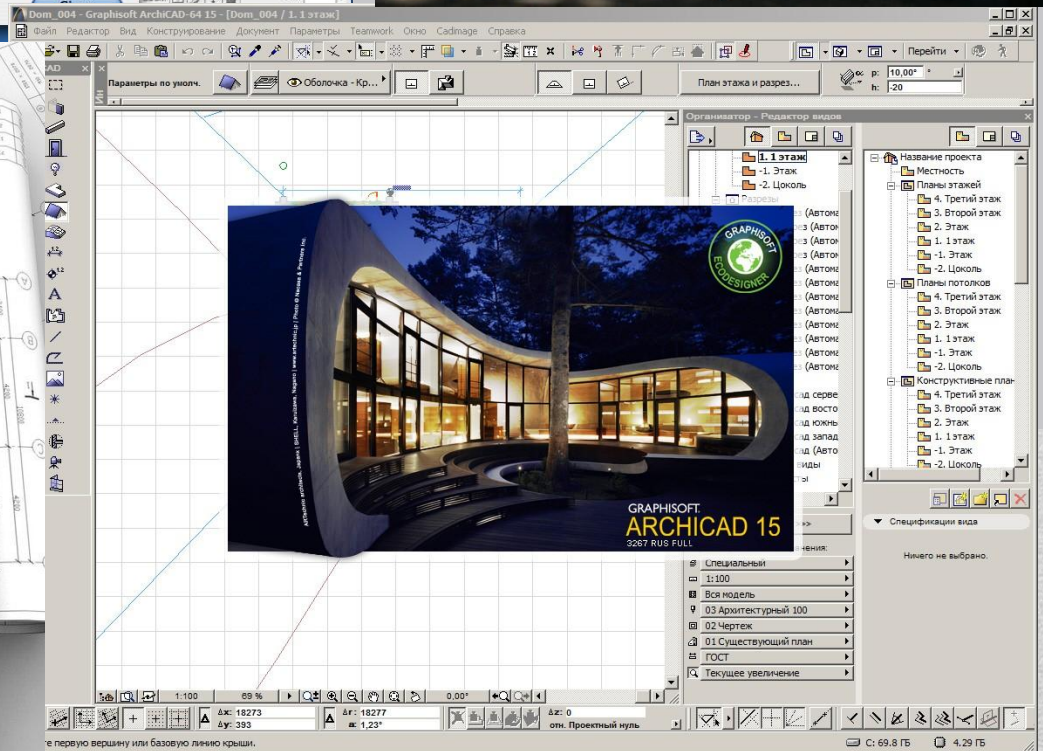 Dom_004 - Graphisoft ArchiCAD-64 15 - [Dom_004 / 1. 1 этаж]
Файл Редактор Вид Конструирование Документ Параметры Teamwork Окно Cadimage Справка
Перейти
Параметры по умолч.
Оболочка - Кр...
План этажа и разрез...
p: 10,00°
h: -20
Органиватор - Редактор видов
1. 1 этаж
-1. Этаж
-2. Цоколь
Разрезы
Название проекта
Местность
Планы этажей
4. Третий этаж
3. Второй этаж
2. Этаж
1. 1 этаж
-1. Этаж
-2. Цоколь
Планы потолков
4. Третий этаж
3. Второй этаж
2. Этаж
1. 1 этаж
-1. Этаж
-2. Цоколь
Конструктивные план
4. Третий этаж
3. Второй этаж
2. Этаж
1. 1 этаж
-1. Этаж
-2. Цоколь
GRAPHISOFT
ECODESIGNER
GRAPHISOFT.
ARCHICAD 15
3267 RUS FULL
Спецификации вида
Ничего не выбрано.
Специальный
1:100
Вся модель
03 Архитектурный 100
02 Чертеж
01 Существующий план
ГОСТ
Текущее увеличение
1:100
69 %
0,00°
Δx: 18273
Δy: 393
Δr: 18277
α: 1,23°
Δz: 0
отн. Проектный нуль
первую вершину или базовую линию крыши.
C: 69.8 ГБ
4.29 ГБ